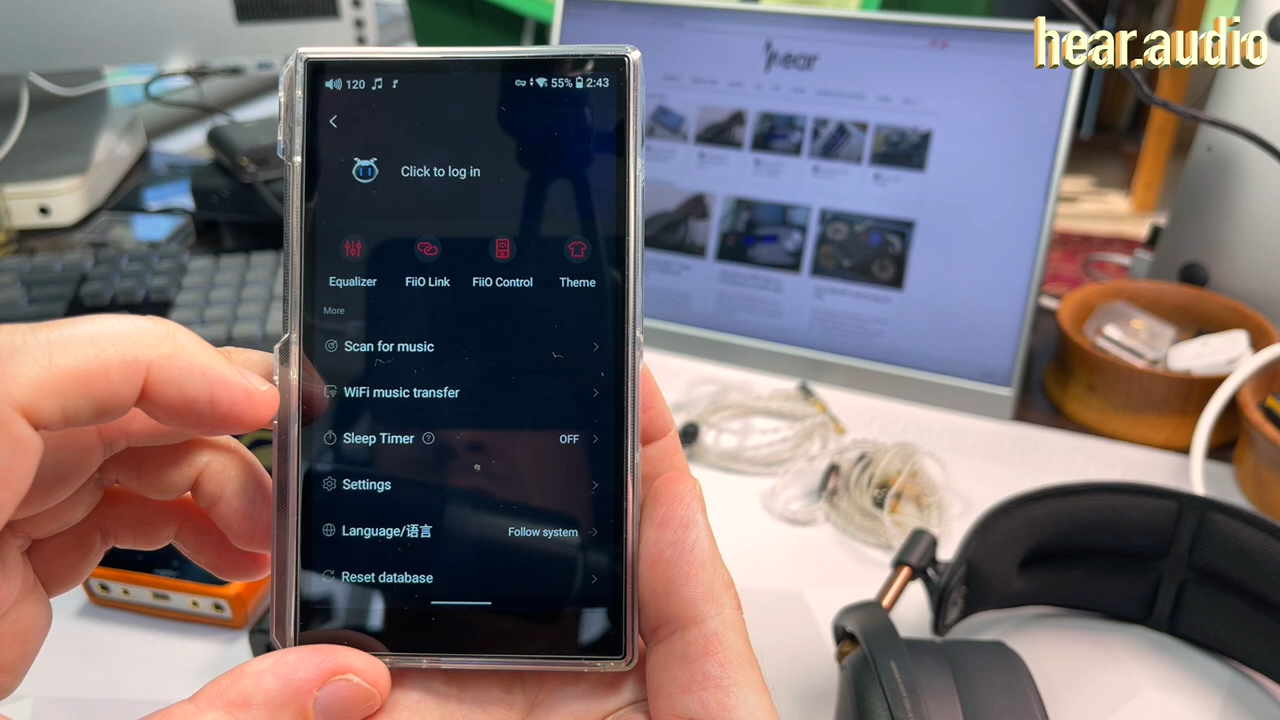 hear.audio
120
55% 2:43
Click to log in
Equalizer FiiO Link FiiO Control Theme
More
Scan for music
WiFi music transfer
Sleep Timer ? OFF
Settings
Language/语言 Follow system
Reset database
ear